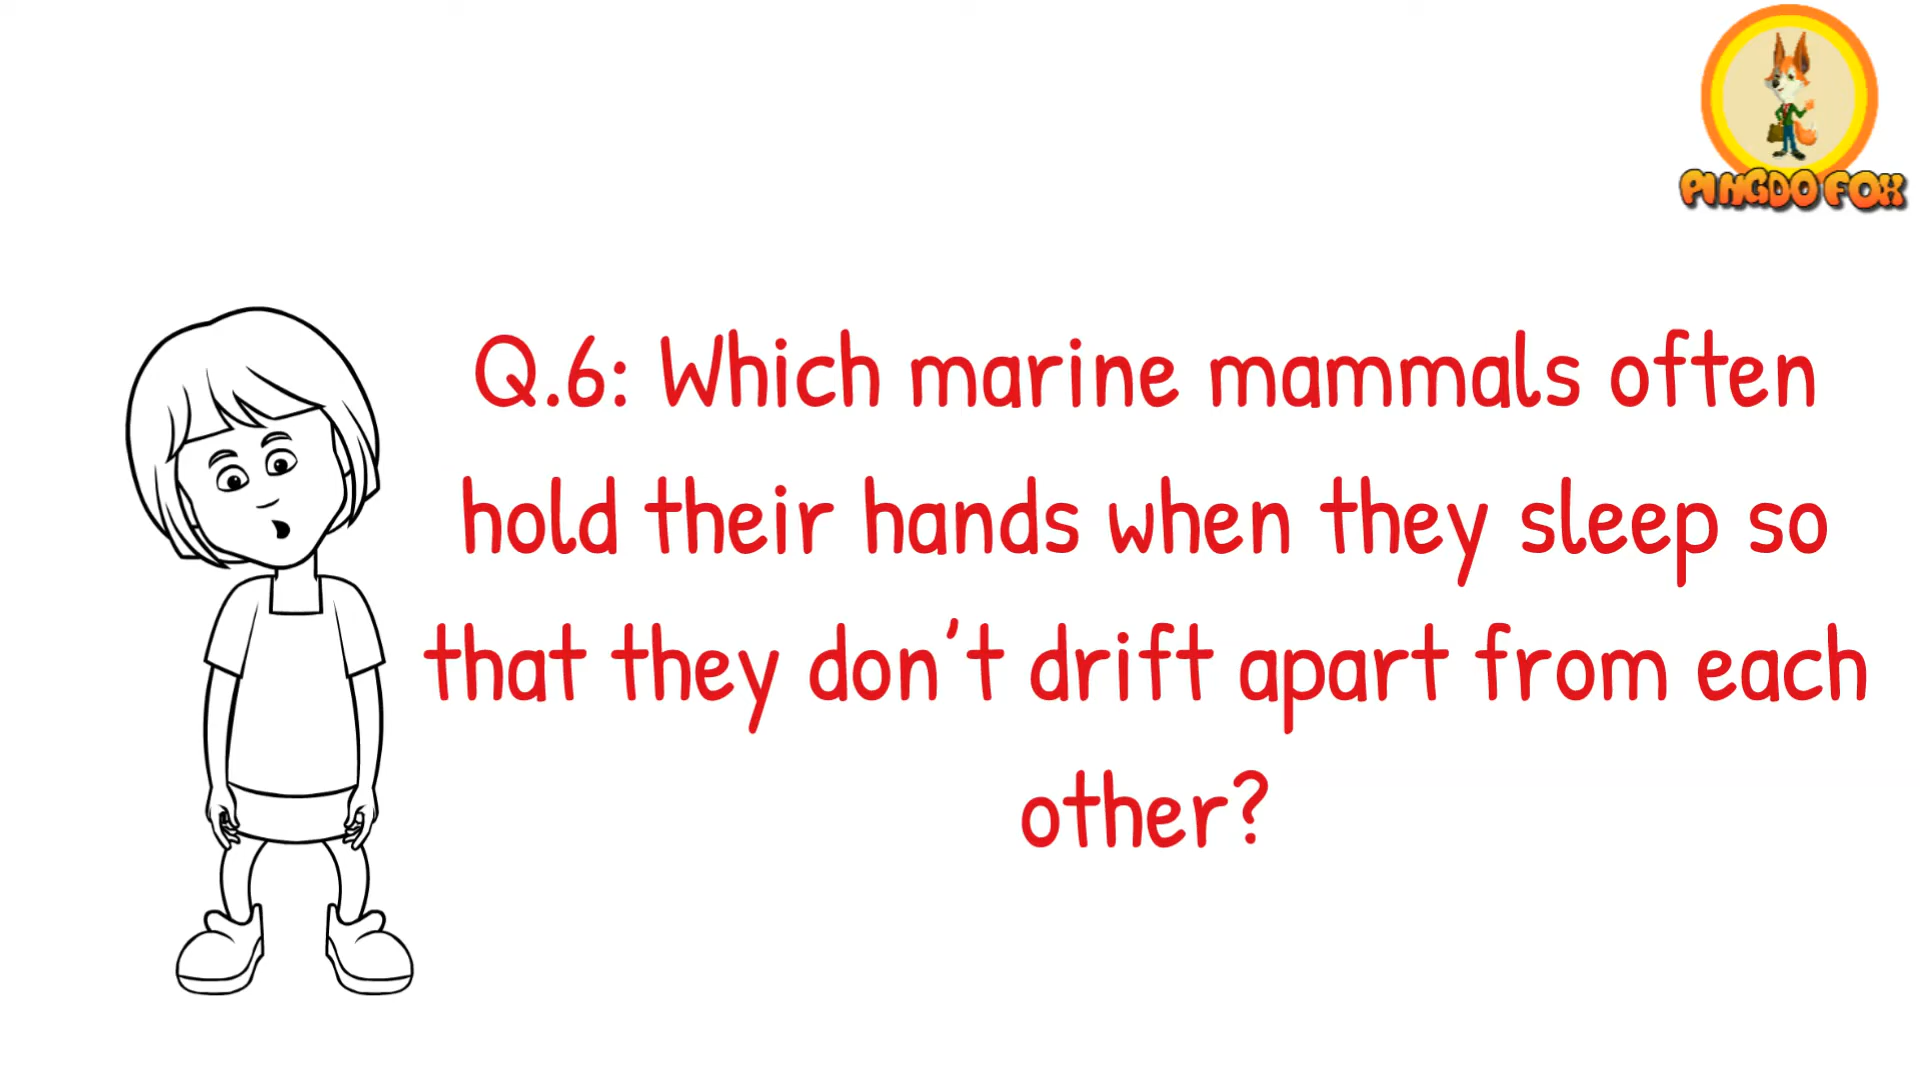 PINGDO FOX
Q.6: Which marine mammals often
hold their hands when they sleep so
that they don't drift apart from each
other?